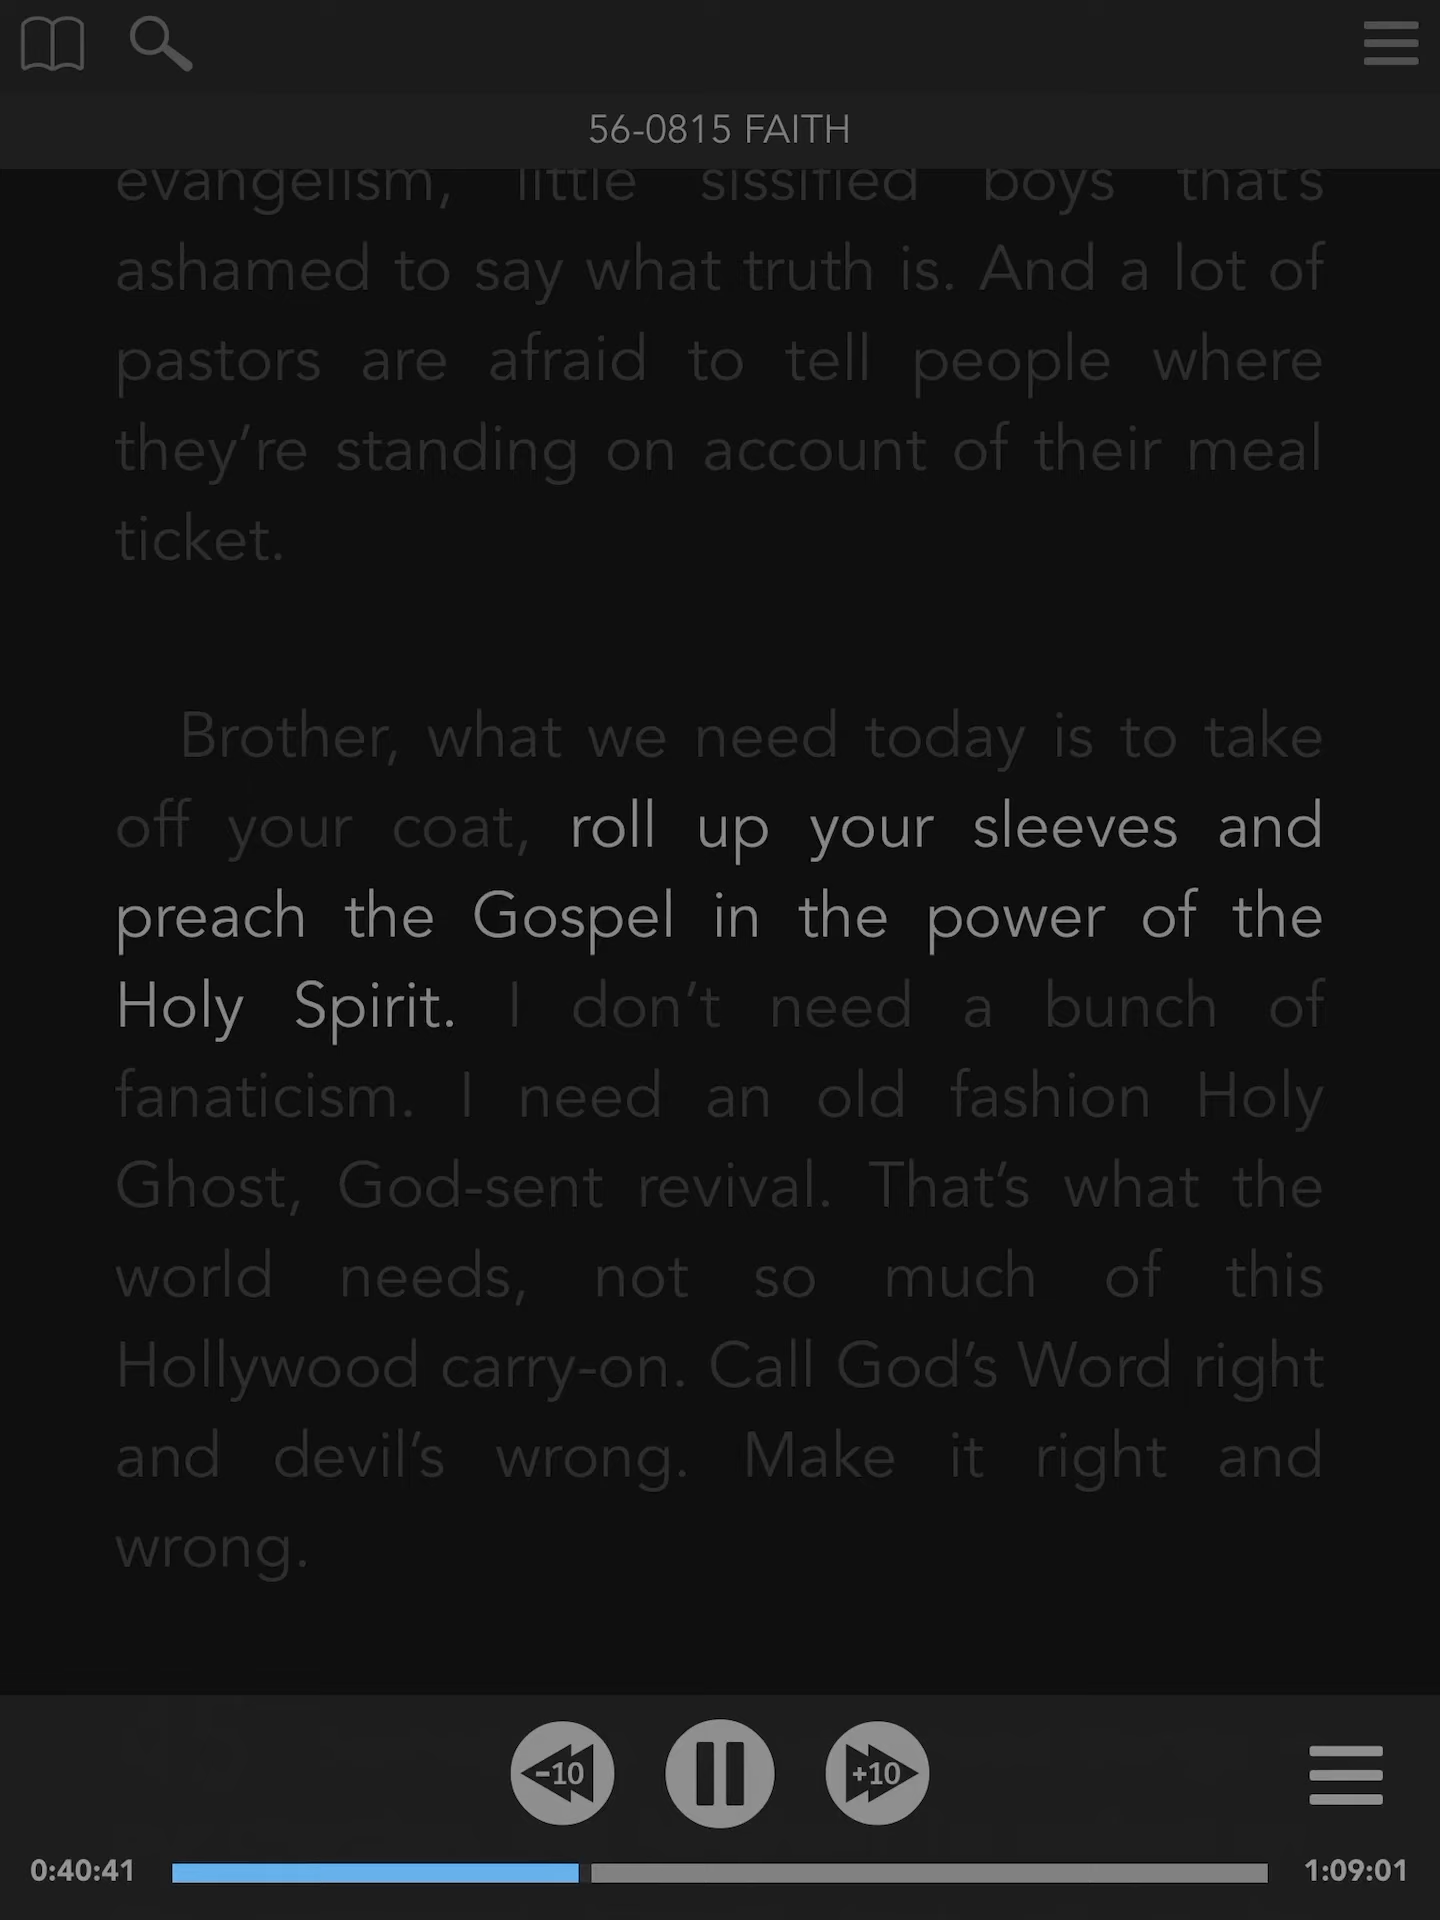 56-0815 FAITH
evangelism, little sissified boys that's
ashamed to say what truth is. And a lot of
pastors are afraid to tell people where
they’re standing on account of their meal
ticket.
Brother, what we need today is to take
off your coat, roll up your sleeves and
preach the Gospel in the power of the
Holy Spirit. I don’t need a bunch of
fanaticism. I need an old fashion Holy
Ghost, God-sent revival. That’s what the
world needs, not so much of this
Hollywood carry-on. Call God’s Word right
and devil’s wrong. Make it right and
wrong.
-10 +10
0:40:41 1:09:01